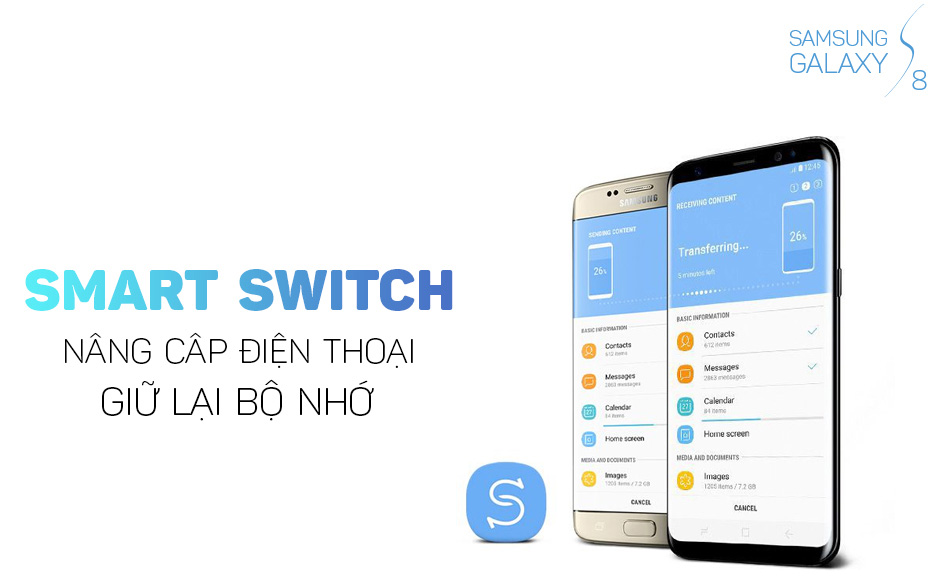 SAMSUNG
GALAXY S
8
SMART SWITCH
NÂNG CẤP ĐIỆN THOẠI
GIỮ LẠI BỘ NHỚ
S
SAMSUNG
SENDING CONTENT
26%
BASIC INFORMATION
Contacts
612 items
Messages
2863 messages
Calendar
84 items
Home screen
MEDIA AND DOCUMENTS
Images
1205 items / 7.2 GB
CANCEL
12:45
1 2 3
RECEIVING CONTENT
Transferring...
26%
5 minutes left
BASIC INFORMATION
Contacts
612 items
Messages
2863 messages
Calendar
84 items
Home screen
MEDIA AND DOCUMENTS
Images
1205 items / 7.2 GB
CANCEL